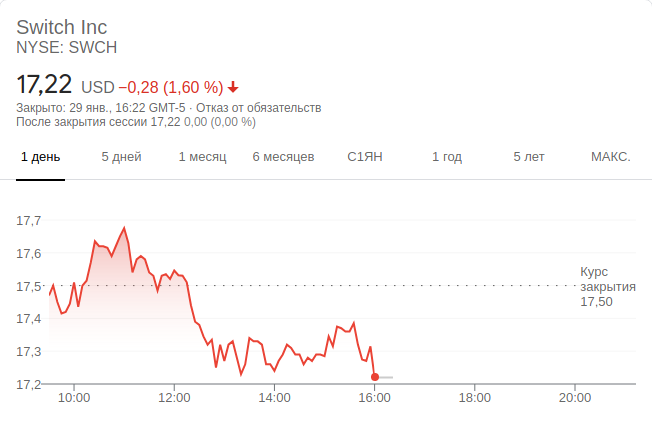 Switch Inc
NYSE: SWCH
17,22 USD −0,28 (1,60 %)
Закрыто: 29 янв., 16:22 GMT-5 · Отказ от обязательств
После закрытия сессии 17,22 0,00 (0,00 %)
1 день 5 дней 1 месяц 6 месяцев С1ЯН 1 год 5 лет МАКС.
17,7
17,6
17,5
17,4
17,3
17,2
Курс
закрытия
17,50
10:00 12:00 14:00 16:00 18:00 20:00